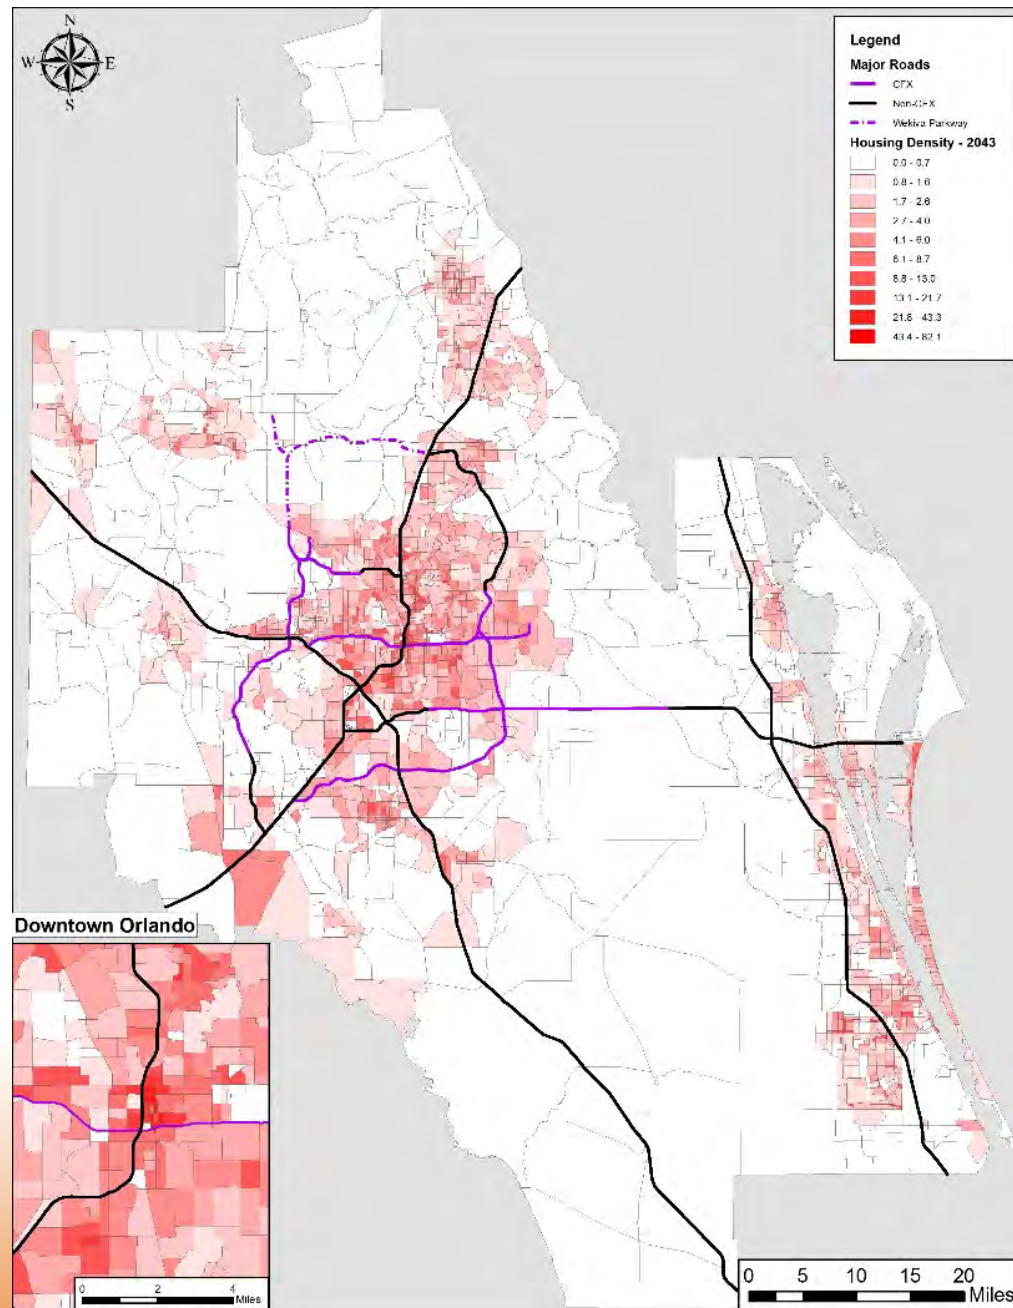 N
W E
S
Legend
Major Roads
CFX
Non-CFX
Wekiva Parkway
Housing Density - 2043
0.0 - 0.7
0.8 - 1.6
1.7 - 2.6
2.7 - 4.0
4.1 - 6.0
6.1 - 8.7
8.8 - 13.0
13.1 - 21.7
21.8 - 43.3
43.4 - 82.1
Downtown Orlando
0 2 4
Miles
0 5 10 15 20
Miles